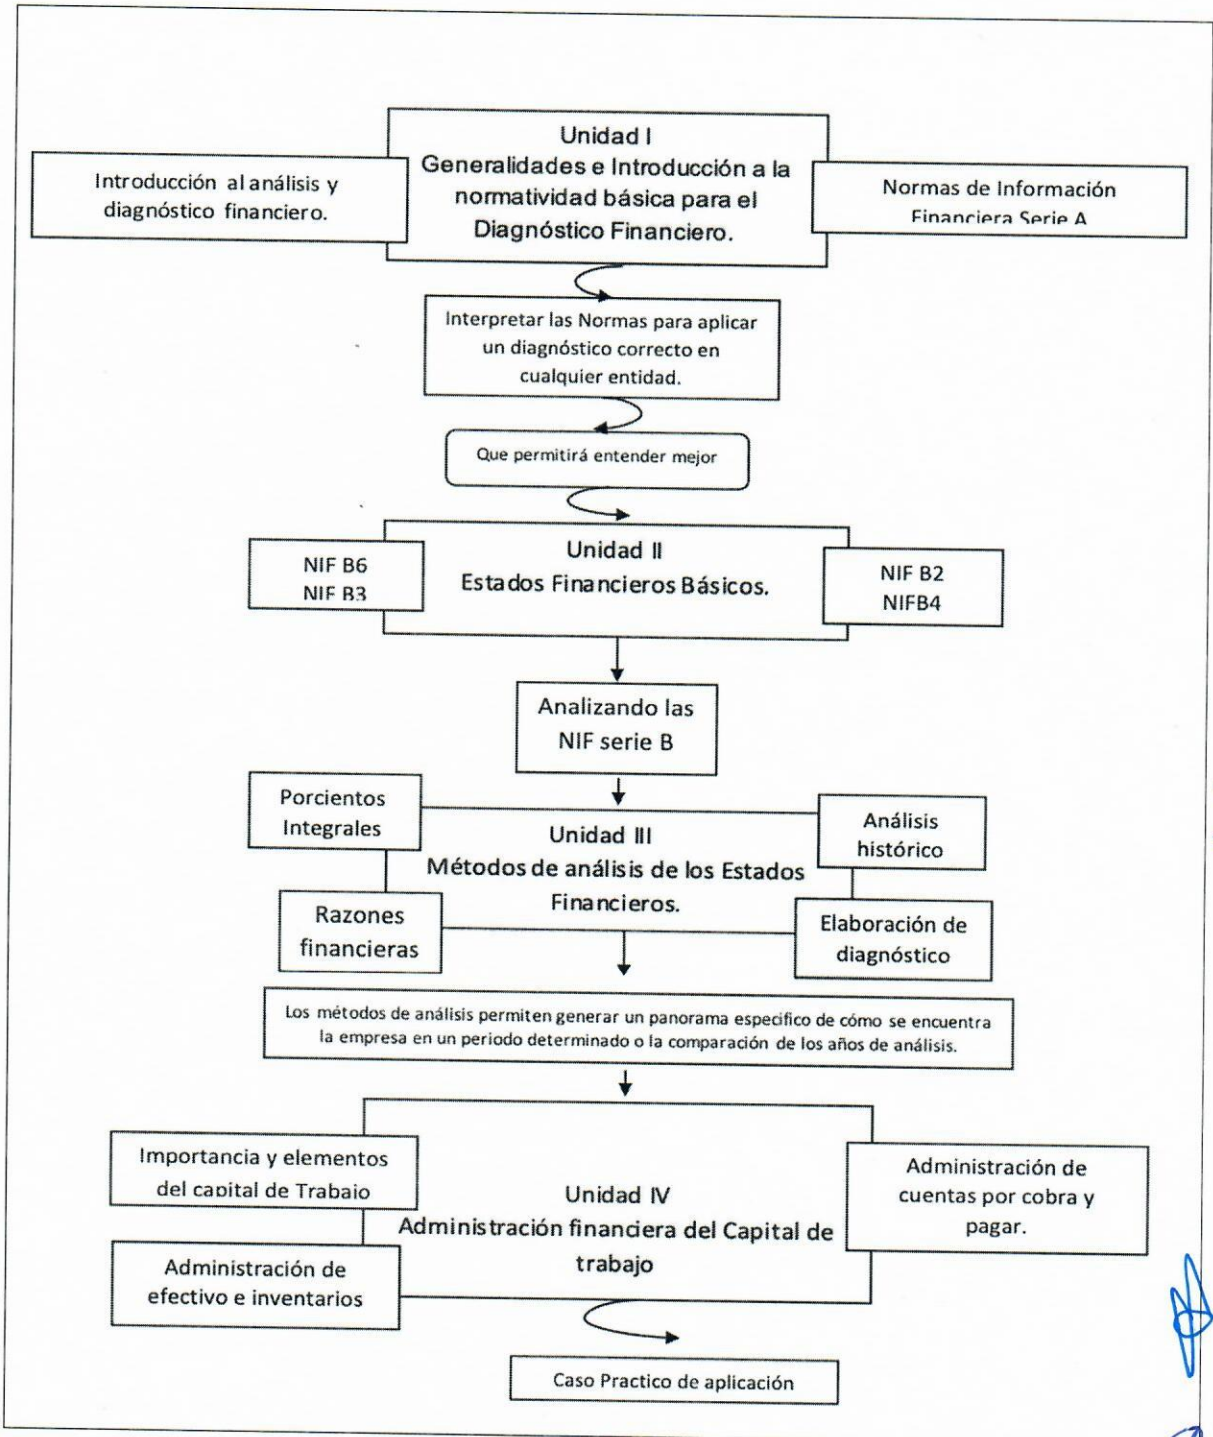 Unidad I
Generalidades e Introducción a la
normatividad básica para el
Diagnóstico Financiero.
Introducción al análisis y
diagnóstico financiero.
Normas de Información
Financiera Serie A
Interpretar las Normas para aplicar
un diagnóstico correcto en
cualquier entidad.
Que permitirá entender mejor
Unidad II
Estados Financieros Básicos.
NIF B6
NIF B3
NIF B2
NIFB4
Analizando las
NIF serie B
Porcientos
Integrales
Unidad III
Métodos de análisis de los Estados
Financieros.
Análisis
histórico
Razones
financieras
Elaboración de
diagnóstico
Los métodos de análisis permiten generar un panorama especifico de cómo se encuentra
la empresa en un periodo determinado o la comparación de los años de análisis.
Importancia y elementos
del capital de Trabajo
Unidad IV
Administración financiera del Capital de
trabajo
Administración de
cuentas por cobra y
pagar.
Administración de
efectivo e inventarios
Caso Practico de aplicación